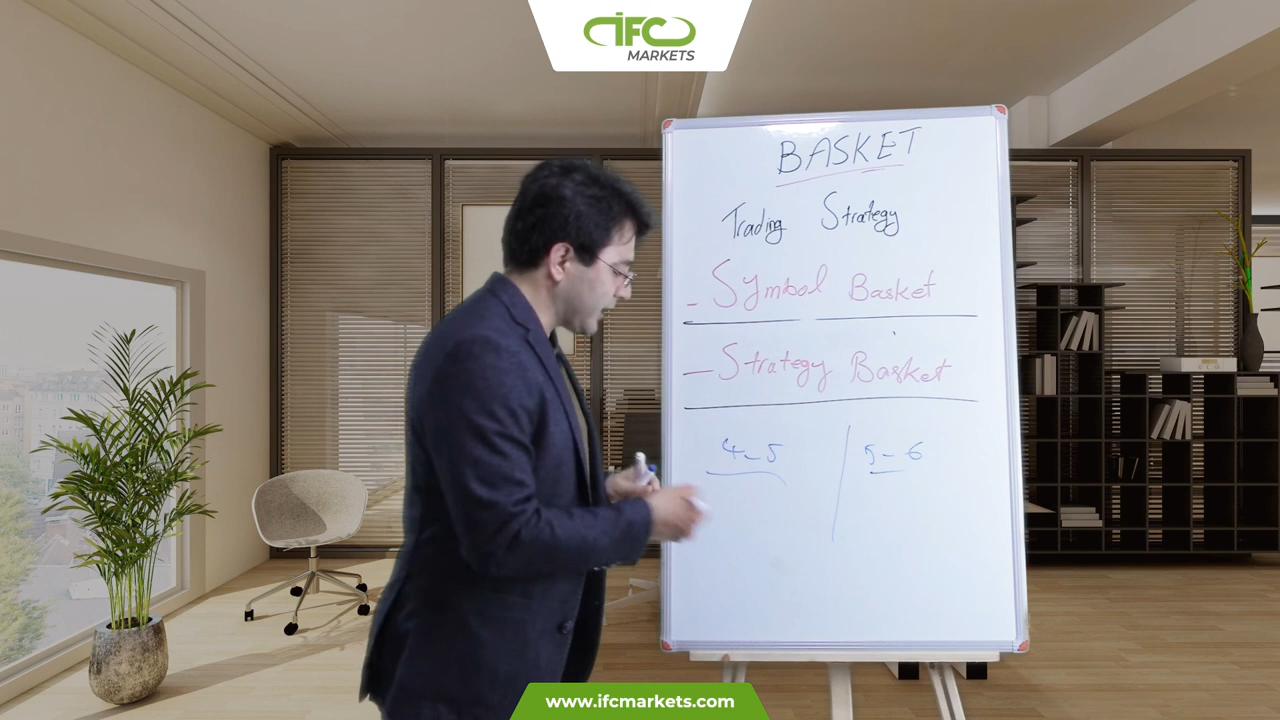 IFC
MARKETS
BASKET
Trading Strategy
- Symbol Basket
- Strategy Basket
4-5 | 5-6
www.ifcmarkets.com